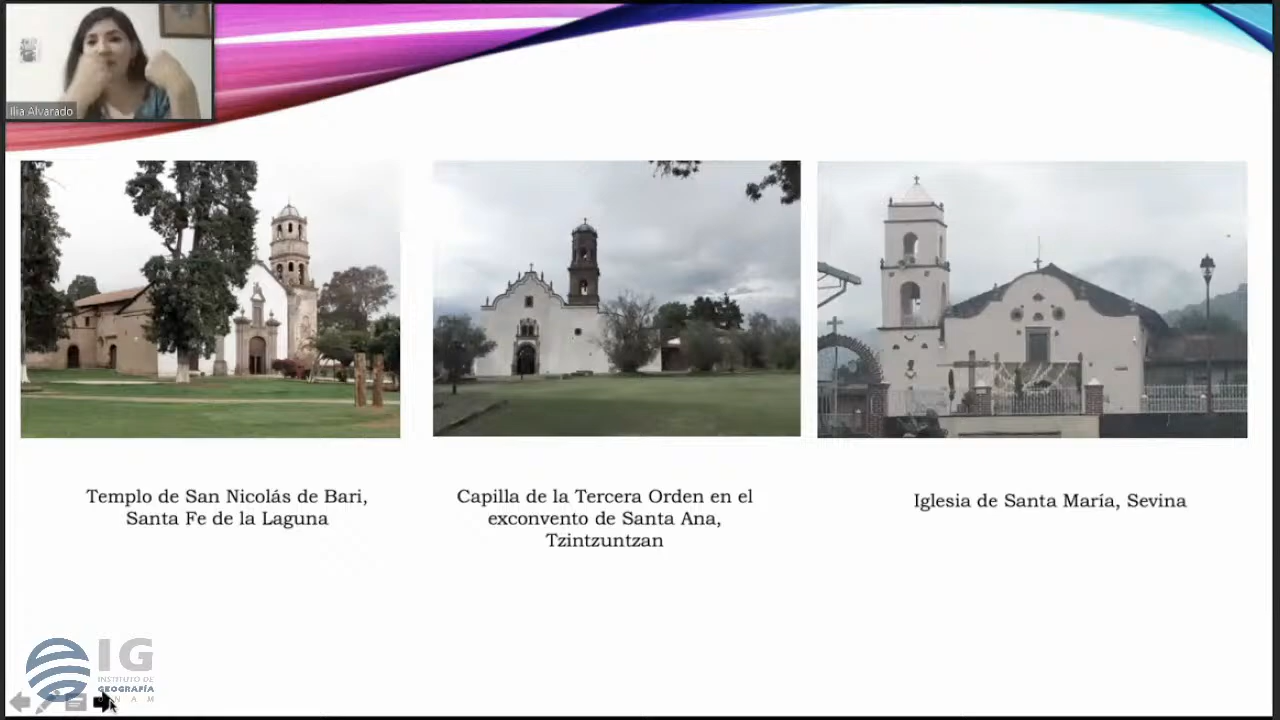 Ilia Alvarado
Templo de San Nicolás de Bari,
Santa Fe de la Laguna
Capilla de la Tercera Orden en el
exconvento de Santa Ana,
Tzintzuntzan
Iglesia de Santa María, Sevina
IG
INSTITUTO DE
GEOGRAFÍA
UNAM